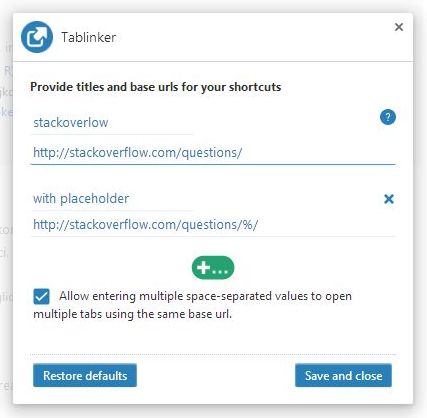 Tablinker
Provide titles and base urls for your shortcuts
stackoverlow
?
http://stackoverflow.com/questions/
with placeholder
http://stackoverflow.com/questions/%/
+...
Allow entering multiple space-separated values to open
multiple tabs using the same base url.
Restore defaults
Save and close